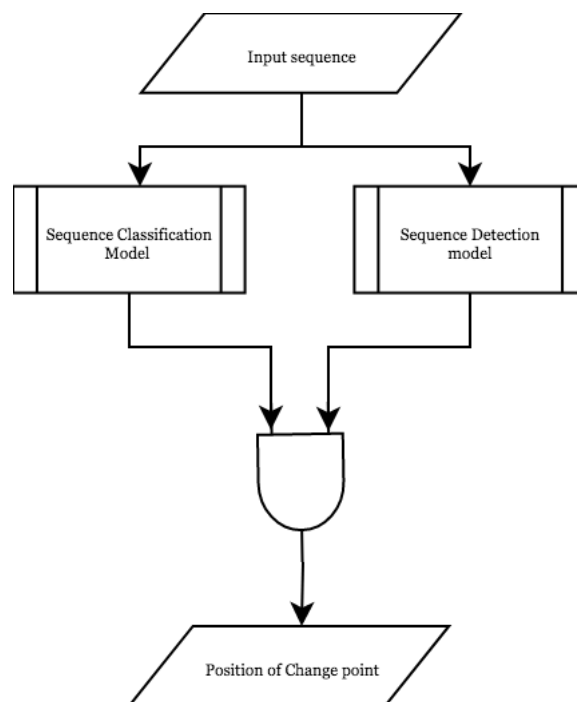 Input sequence
Sequence Classification
Model
Sequence Detection
model
Position of Change point